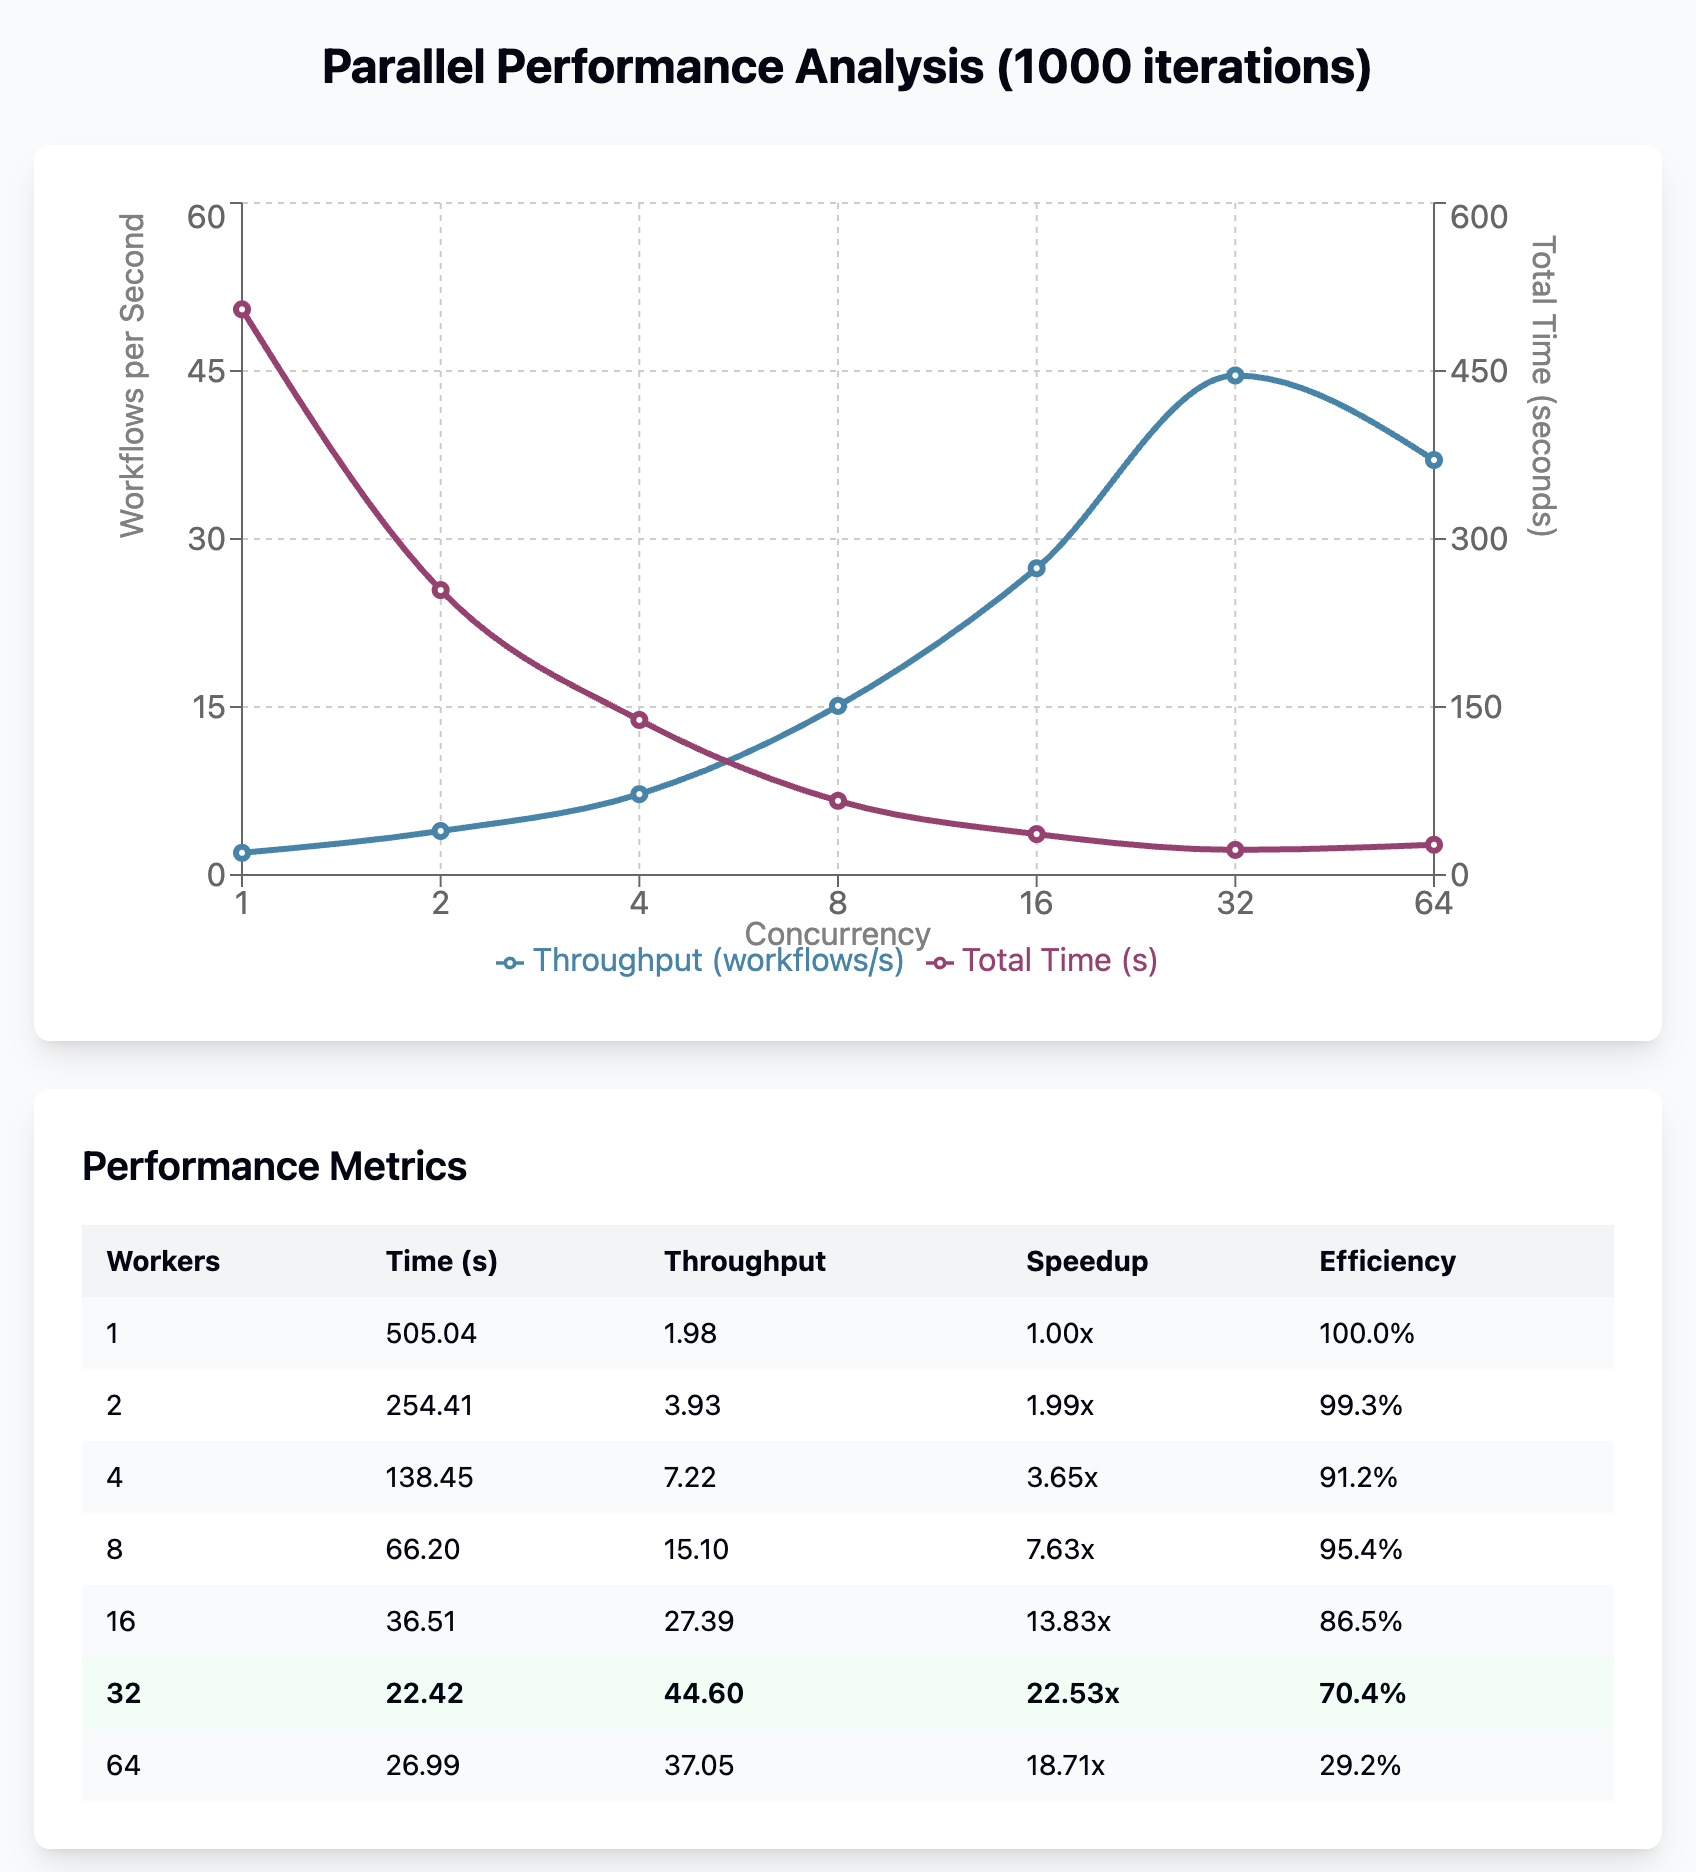 Parallel Performance Analysis (1000 iterations)
Workflows per Second
60
45
30
15
0
600
450
300
150
0
Total Time (seconds)
1 2 4 8 16 32 64
Concurrency
Throughput (workflows/s) Total Time (s)
Performance Metrics
Workers Time (s) Throughput Speedup Efficiency
1 505.04 1.98 1.00x 100.0%
2 254.41 3.93 1.99x 99.3%
4 138.45 7.22 3.65x 91.2%
8 66.20 15.10 7.63x 95.4%
16 36.51 27.39 13.83x 86.5%
32 22.42 44.60 22.53x 70.4%
64 26.99 37.05 18.71x 29.2%